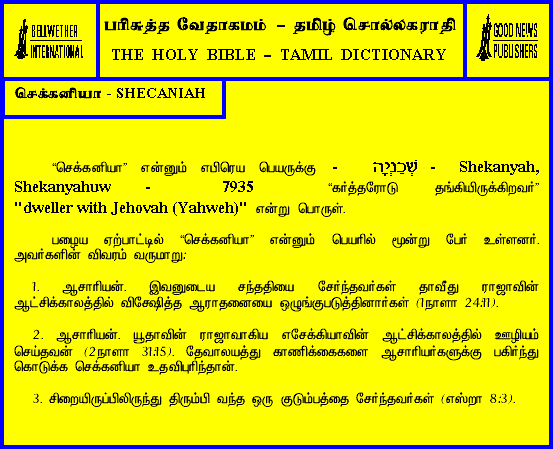 BELLWETHER
INTERNATIONAL
பரிசுத்த வேதாகமம் – தமிழ் சொல்லகராதி
THE HOLY BIBLE – TAMIL DICTIONARY
GOOD NEWS
PUBLISHERS
செக்கனியா - SHECANIAH
“செக்கனியா” என்னும் எபிரெய பெயருக்கு - שְׁכַנְיָה - Shekanyah,
Shekanyahuw - 7935 “கர்த்தரோடு தங்கியிருக்கிறவர்”
"dweller with Jehovah (Yahweh)" என்று பொருள்.
பழைய ஏற்பாட்டில் “செக்கனியா” என்னும் பெயரில் மூன்று பேர் உள்ளனர்.
அவர்களின் விவரம் வருமாறு:
1. ஆசாரியன். இவனுடைய சந்ததியை சேர்ந்தவர்கள் தாவீது ராஜாவின்
ஆட்சிக்காலத்தில் விசேஷித்த ஆராதனையை ஒழுங்குபடுத்தினார்கள் (1நாளா 24:11).
2. ஆசாரியன். யூதாவின் ராஜாவாகிய எசேக்கியாவின் ஆட்சிக்காலத்தில் ஊழியம்
செய்தவன் (2நாளா 31:15). தேவாலயத்து காணிக்கைகளை ஆசாரியர்களுக்கு பகிர்ந்து
கொடுக்க செக்கனியா உதவிபுரிந்தான்.
3. சிறையிருப்பிலிருந்து திரும்பி வந்த ஒரு குடும்பத்தை சேர்ந்தவர்கள் (எஸ்றா 8:3).